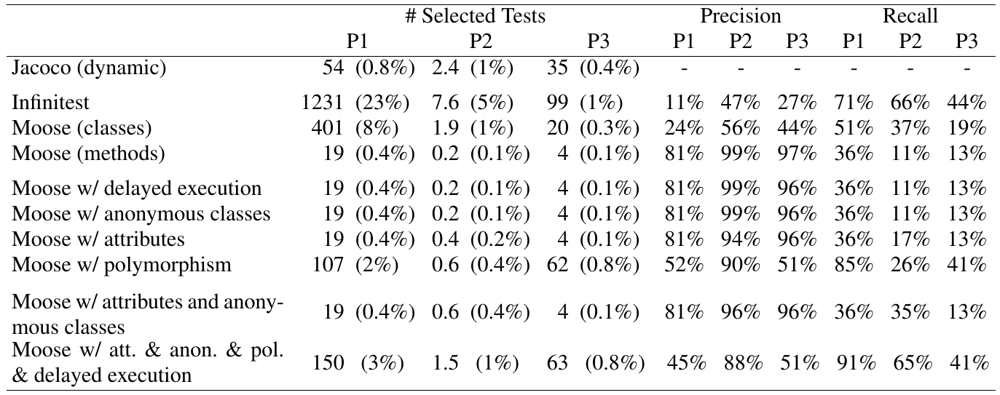 # Selected Tests Precision Recall
P1 P2 P3 P1 P2 P3 P1 P2 P3
Jacoco (dynamic) 54 (0.8%) 2.4 (1%) 35 (0.4%) - - - - - -
Infinitest 1231 (23%) 7.6 (5%) 99 (1%) 11% 47% 27% 71% 66% 44%
Moose (classes) 401 (8%) 1.9 (1%) 20 (0.3%) 24% 56% 44% 51% 37% 19%
Moose (methods) 19 (0.4%) 0.2 (0.1%) 4 (0.1%) 81% 99% 97% 36% 11% 13%
Moose w/ delayed execution 19 (0.4%) 0.2 (0.1%) 4 (0.1%) 81% 99% 96% 36% 11% 13%
Moose w/ anonymous classes 19 (0.4%) 0.2 (0.1%) 4 (0.1%) 81% 99% 96% 36% 11% 13%
Moose w/ attributes 19 (0.4%) 0.4 (0.2%) 4 (0.1%) 81% 94% 96% 36% 17% 13%
Moose w/ polymorphism 107 (2%) 0.6 (0.4%) 62 (0.8%) 52% 90% 51% 85% 26% 41%
Moose w/ attributes and anony-
mous classes 19 (0.4%) 0.6 (0.4%) 4 (0.1%) 81% 96% 96% 36% 35% 13%
Moose w/ att. & anon. & pol.
& delayed execution 150 (3%) 1.5 (1%) 63 (0.8%) 45% 88% 51% 91% 65% 41%